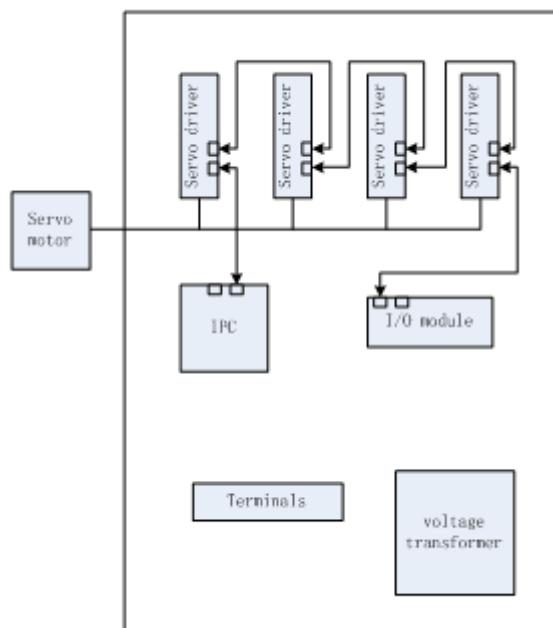 Servo driver
Servo driver
Servo driver
Servo driver
Servo
motor
IPC
I/O module
Terminals
voltage
transformer